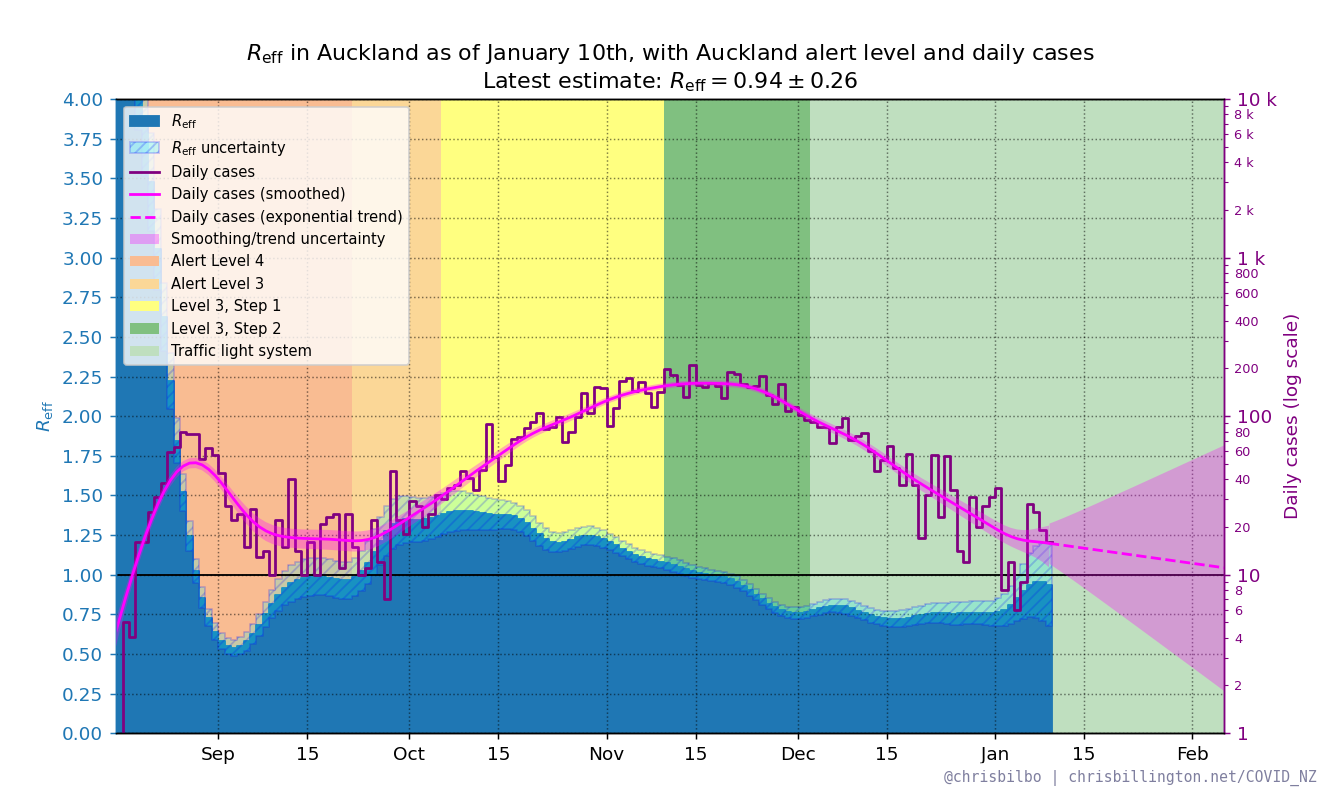 R_eff in Auckland as of January 10th, with Auckland alert level and daily cases
Latest estimate: R_eff = 0.94 ± 0.26
R_eff
R_eff uncertainty
Daily cases
Daily cases (smoothed)
Daily cases (exponential trend)
Smoothing/trend uncertainty
Alert Level 4
Alert Level 3
Level 3, Step 1
Level 3, Step 2
Traffic light system
R_eff
4.00
3.75
3.50
3.25
3.00
2.75
2.50
2.25
2.00
1.75
1.50
1.25
1.00
0.75
0.50
0.25
0.00
Sep
15
Oct
15
Nov
15
Dec
15
Jan
15
Feb
10 k
8 k
6 k
4 k
2 k
1 k
800
600
400
200
100
80
60
40
20
10
8
6
4
2
1
Daily cases (log scale)
@chrisbilbo | chrisbillington.net/COVID_NZ